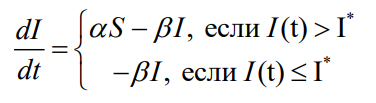 dI/dt = { αS − βI, если I(t) > I*
−βI, если I(t) ≤ I*